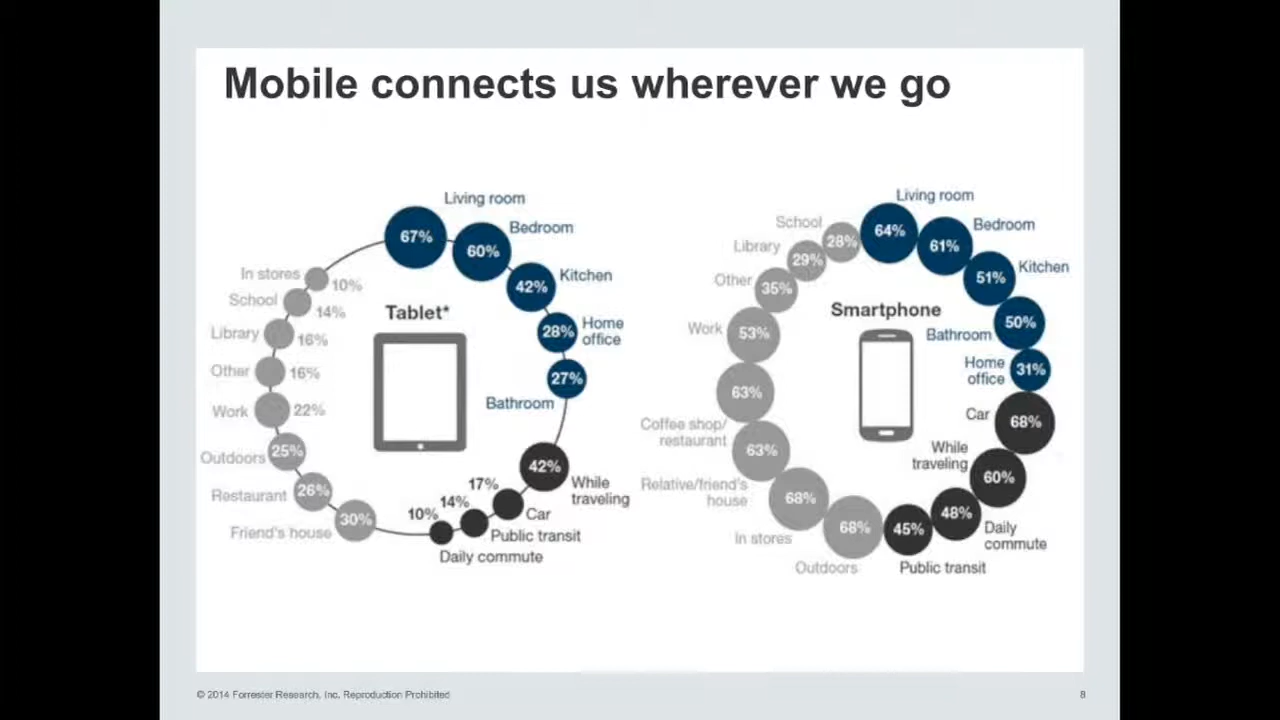 Mobile connects us wherever we go
Tablet*
Living room
67%
Bedroom
60%
Kitchen
42%
Home
office
28%
27%
Bathroom
42%
While
traveling
17%
Car
14%
Public transit
10%
Daily commute
30%
Friend's house
26%
Restaurant
25%
Outdoors
22%
Work
16%
Other
16%
Library
14%
School
10%
In stores
Smartphone
Living room
64%
Bedroom
61%
Kitchen
51%
Bathroom
50%
Home
office
31%
Car
68%
While
traveling
60%
48%
Daily
commute
45%
Public transit
68%
Outdoors
68%
In stores
63%
Relative/friend's
house
63%
Coffee shop/
restaurant
53%
Work
35%
Other
29%
Library
28%
School
© 2014 Forrester Research, Inc. Reproduction Prohibited
8